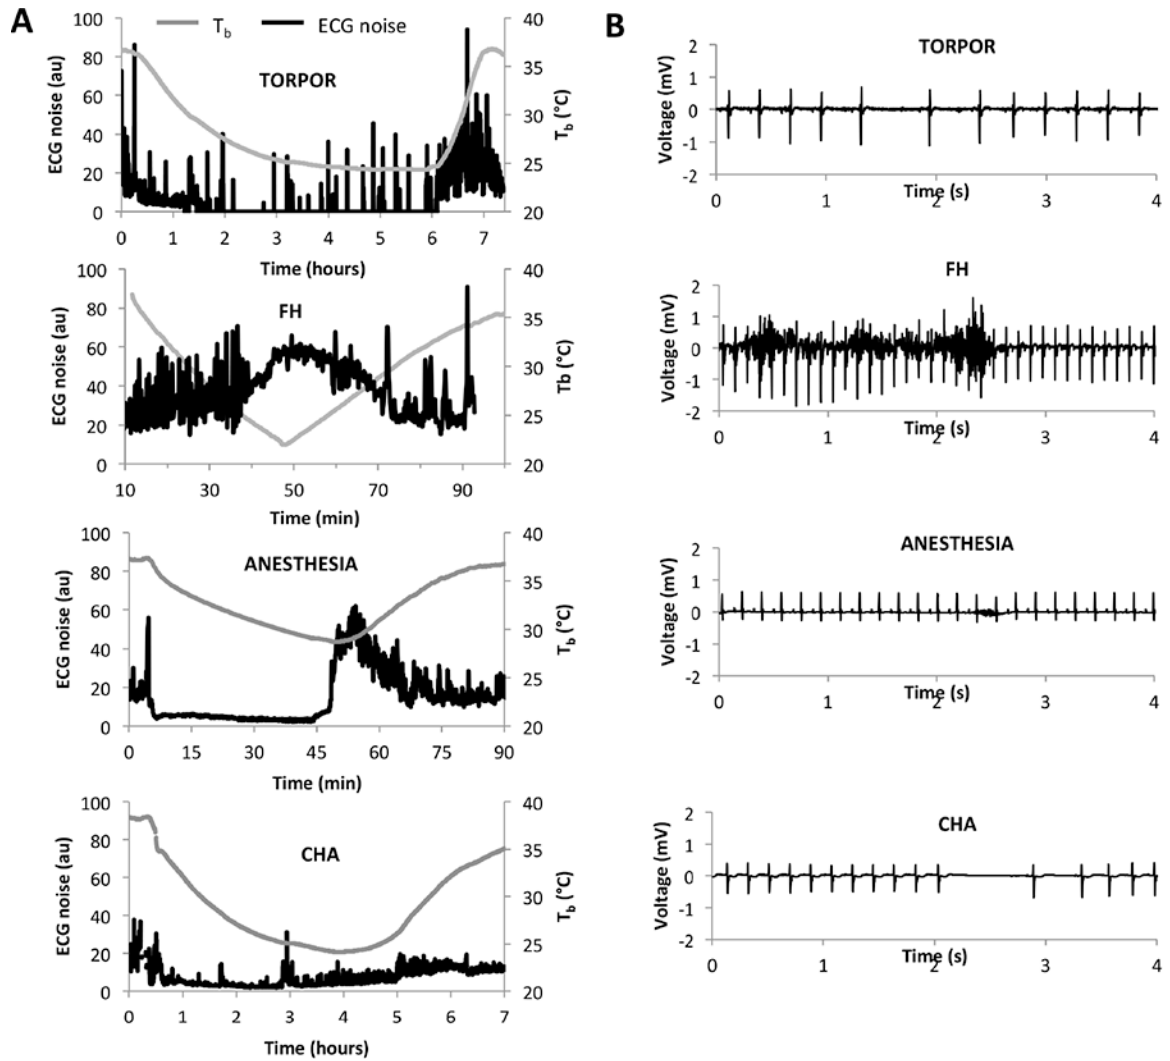 A
T_b ECG noise
TORPOR
ECG noise (au)
100
80
60
40
20
0
40
35
30
25
20
T_b (°C)
0 1 2 3 4 5 6 7
Time (hours)
FH
ECG noise (au)
100
80
60
40
20
0
40
35
30
25
20
Tb (°C)
10 30 50 70 90
Time (min)
ANESTHESIA
ECG noise (au)
100
80
60
40
20
0
40
35
30
25
20
T_b (°C)
0 15 30 45 60 75 90
Time (min)
CHA
ECG noise (au)
100
80
60
40
20
0
40
35
30
25
20
T_b (°C)
0 1 2 3 4 5 6 7
Time (hours)
B
TORPOR
Voltage (mV)
2
1
0
-1
-2
0 1 2 3 4
Time (s)
FH
Voltage (mV)
2
1
0
-1
-2
0 1 2 3 4
Time (s)
ANESTHESIA
Voltage (mV)
2
1
0
-1
-2
0 1 2 3 4
Time (s)
CHA
Voltage (mV)
2
1
0
-1
-2
0 1 2 3 4
Time (s)